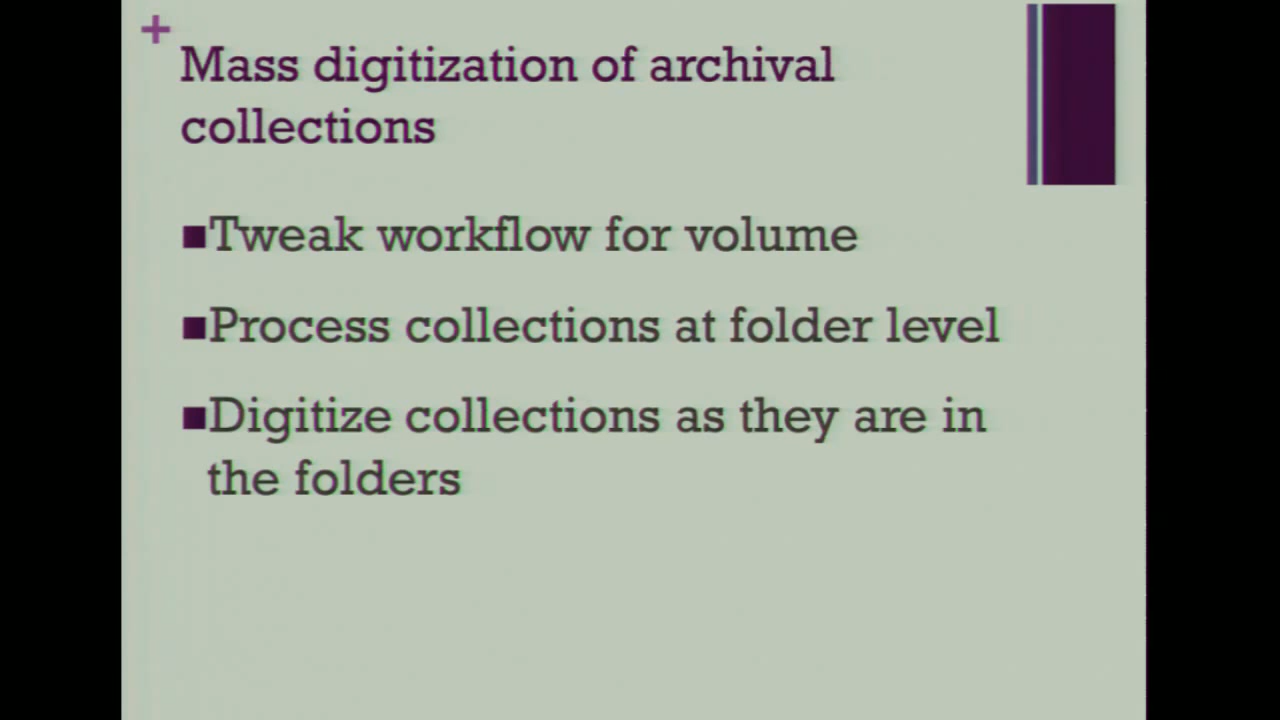 +
Mass digitization of archival
collections
■Tweak workflow for volume
■Process collections at folder level
■Digitize collections as they are in
the folders